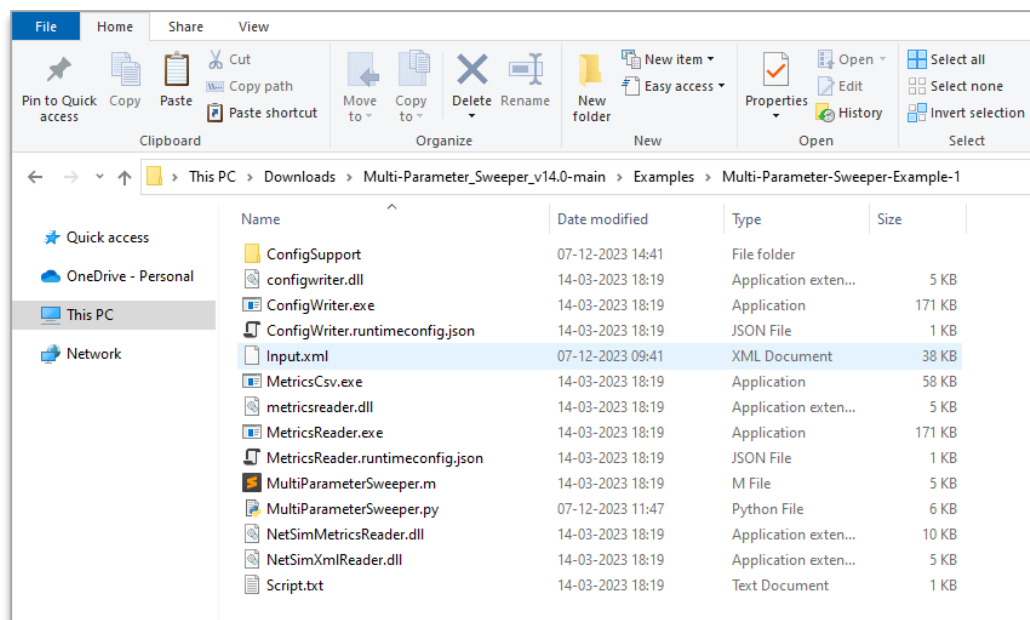 File Home Share View
Pin to Quick access
Copy
Paste
Cut
Copy path
Paste shortcut
Clipboard
Move to
Copy to
Delete
Rename
Organize
New folder
New item
Easy access
New
Properties
Open
Edit
History
Open
Select all
Select none
Invert selection
Select
This PC > Downloads > Multi-Parameter_Sweeper_v14.0-main > Examples > Multi-Parameter-Sweeper-Example-1
Quick access
OneDrive - Personal
This PC
Network
Name Date modified Type Size
ConfigSupport 07-12-2023 14:41 File folder
configwriter.dll 14-03-2023 18:19 Application exten... 5 KB
ConfigWriter.exe 14-03-2023 18:19 Application 171 KB
ConfigWriter.runtimeconfig.json 14-03-2023 18:19 JSON File 1 KB
Input.xml 07-12-2023 09:41 XML Document 38 KB
MetricsCsv.exe 14-03-2023 18:19 Application 58 KB
metricsreader.dll 14-03-2023 18:19 Application exten... 5 KB
MetricsReader.exe 14-03-2023 18:19 Application 171 KB
MetricsReader.runtimeconfig.json 14-03-2023 18:19 JSON File 1 KB
MultiParameterSweeper.m 14-03-2023 18:19 M File 5 KB
MultiParameterSweeper.py 07-12-2023 11:47 Python File 6 KB
NetSimMetricsReader.dll 14-03-2023 18:19 Application exten... 10 KB
NetSimXmlReader.dll 14-03-2023 18:19 Application exten... 5 KB
Script.txt 14-03-2023 18:19 Text Document 1 KB